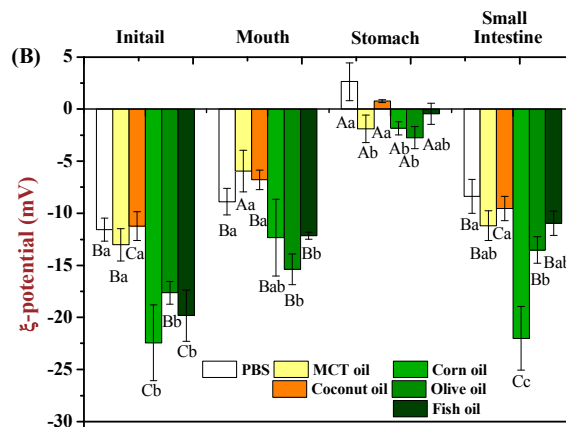 (B)
Initail
Mouth
Stomach
Small
Intestine
ξ-potential (mV)
5
0
-5
-10
-15
-20
-25
-30
Ba
Ba
Ca
Cb
Bb
Cb
Ba
Aa
Ba
Bab
Bb
Bb
Aa
Ab
Aa
Ab
Ab
Aab
Ba
Bab
Ca
Cc
Bb
Bab
PBS
MCT oil
Corn oil
Coconut oil
Olive oil
Fish oil